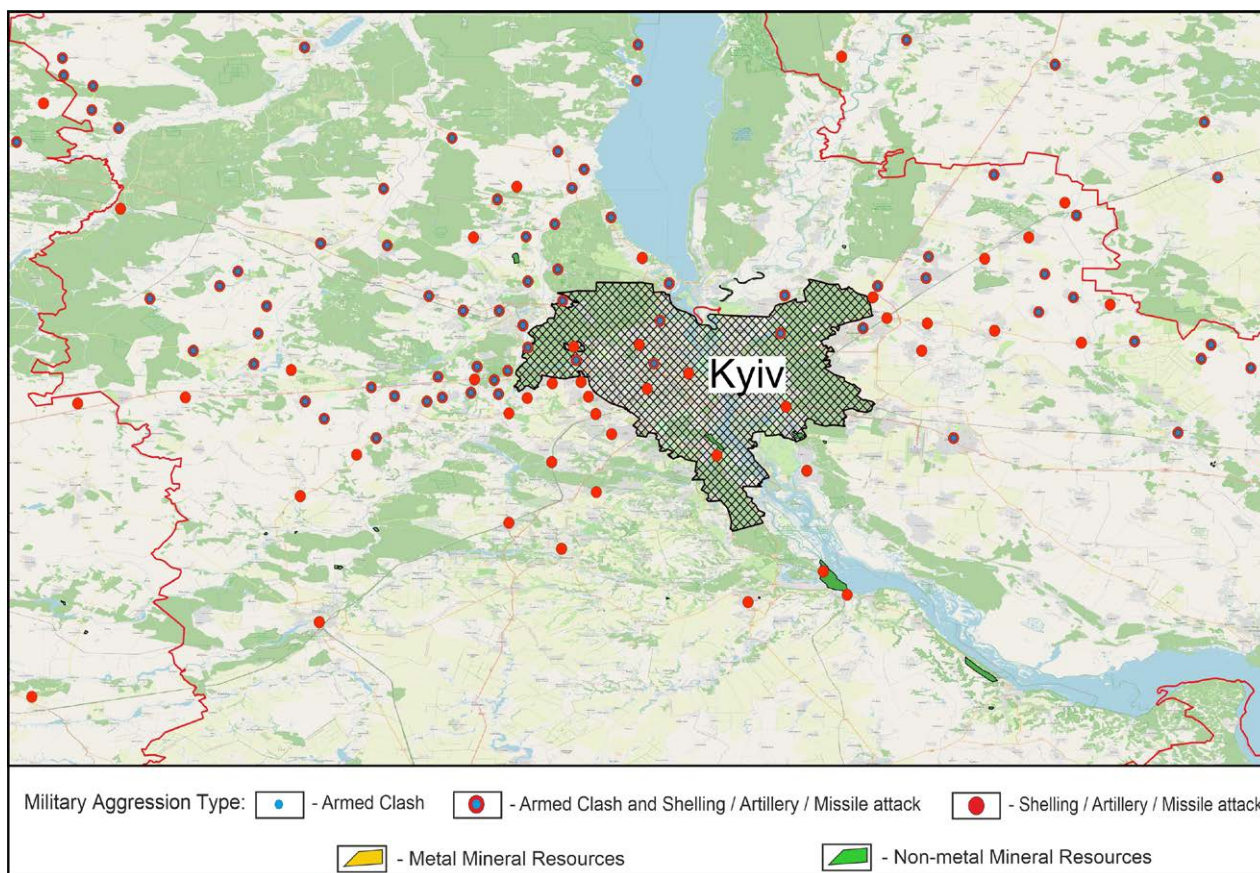 Kyiv
Military Aggression Type: - Armed Clash - Armed Clash and Shelling / Artillery / Missile attack - Shelling / Artillery / Missile attack
- Metal Mineral Resources - Non-metal Mineral Resources